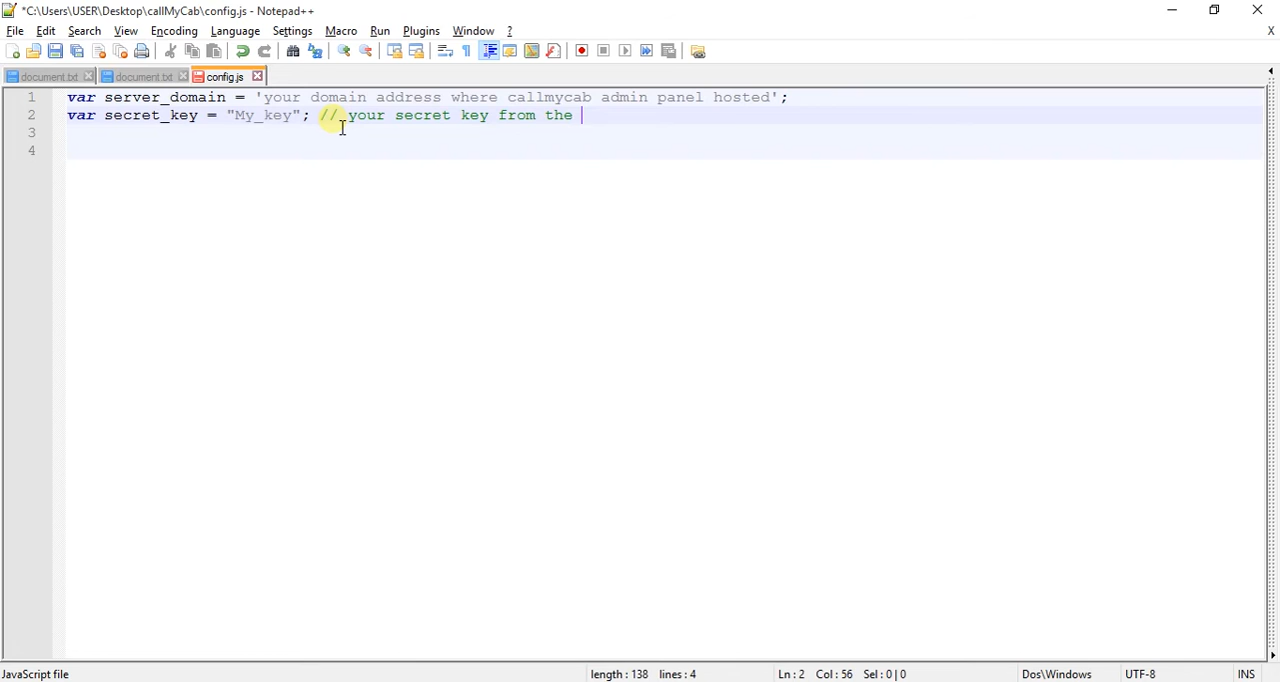 *C:\Users\USER\Desktop\callMyCab\config.js - Notepad++
File Edit Search View Encoding Language Settings Macro Run Plugins Window ? X
document.txt document.txt config.js
1 var server_domain = 'your domain address where callmycab admin panel hosted';
2 var secret_key = "My_key"; // your secret key from the
3
4
JavaScript file length : 138 lines : 4 Ln : 2 Col : 56 Sel : 0 | 0 Dos\Windows UTF-8 INS